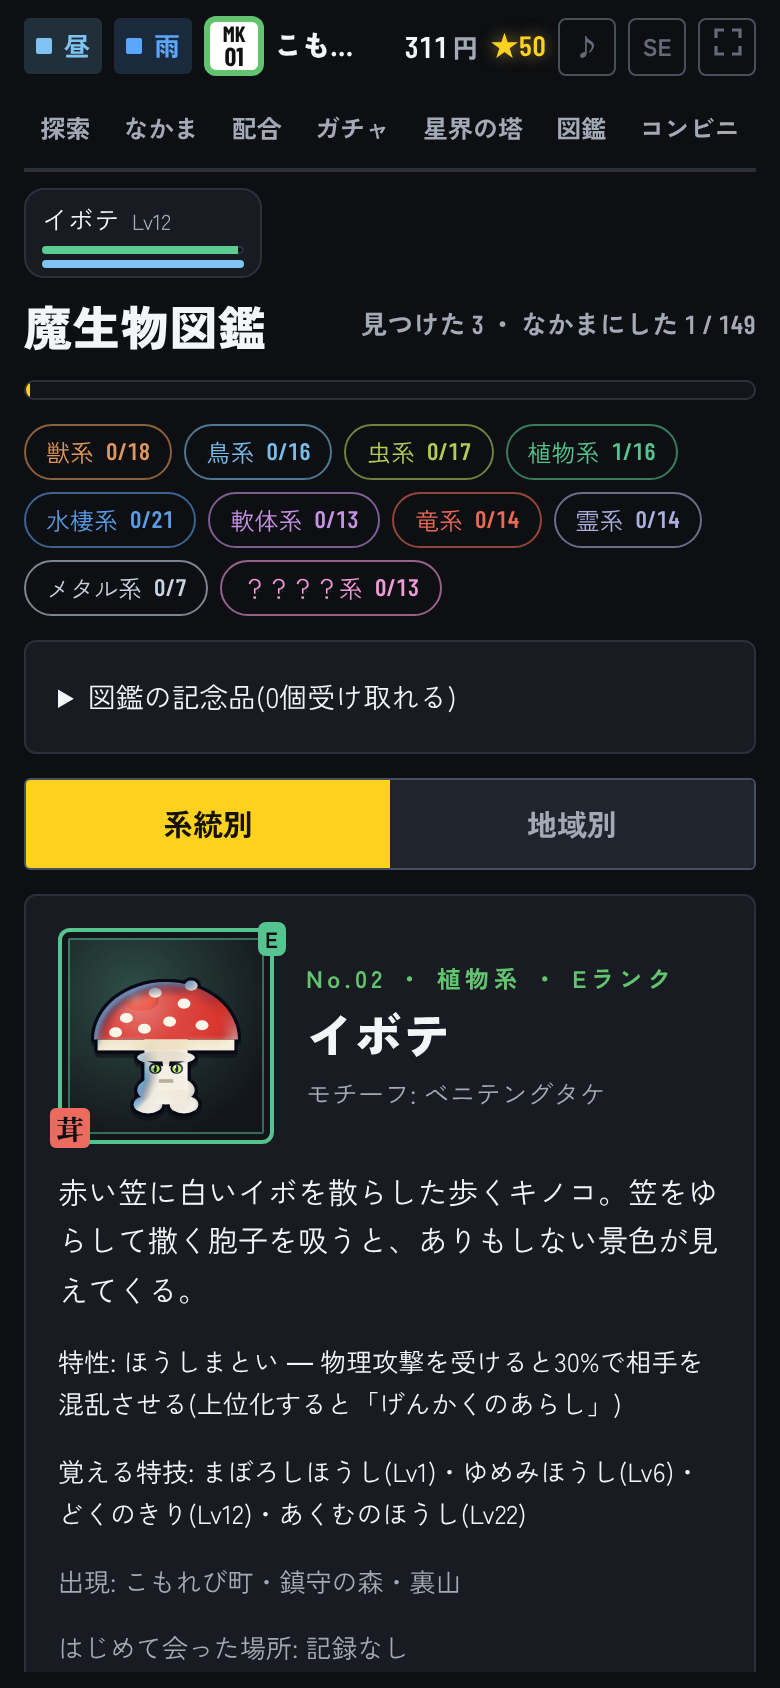 昼 雨 MK 01 こも... 311円 ★50 ♪ SE
探索 なかま 配合 ガチャ 星界の塔 図鑑 コンビニ
イボテ Lv12
魔生物図鑑 見つけた 3 ・ なかまにした 1 / 149
獣系 0/18 鳥系 0/16 虫系 0/17 植物系 1/16
水棲系 0/21 軟体系 0/13 竜系 0/14 霊系 0/14
メタル系 0/7 ????系 0/13
▶ 図鑑の記念品(0個受け取れる)
系統別 地域別
E
No.02 ・ 植物系 ・ Eランク
イボテ
モチーフ: ベニテングタケ
茸
赤い笠に白いイボを散らした歩くキノコ。笠をゆ
らして撒く胞子を吸うと、ありもしない景色が見
えてくる。
特性: ほうしまとい — 物理攻撃を受けると30%で相手を
混乱させる(上位化すると「げんかくのあらし」)
覚える特技: まぼろしほうし(Lv1)・ゆめみほうし(Lv6)・
どくのきり(Lv12)・あくむのほうし(Lv22)
出現: こもれび町・鎮守の森・裏山
はじめて会った場所: 記録なし